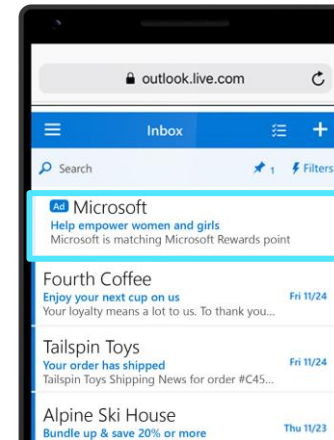 outlook.live.com
Inbox
Search 1 Filters
Ad Microsoft
Help empower women and girls
Microsoft is matching Microsoft Rewards point
Fourth Coffee
Enjoy your next cup on us Fri 11/24
Your loyalty means a lot to us. To thank you...
Tailspin Toys
Your order has shipped Fri 11/24
Tailspin Toys Shipping News for order #C45...
Alpine Ski House
Bundle up & save 20% or more Thu 11/23